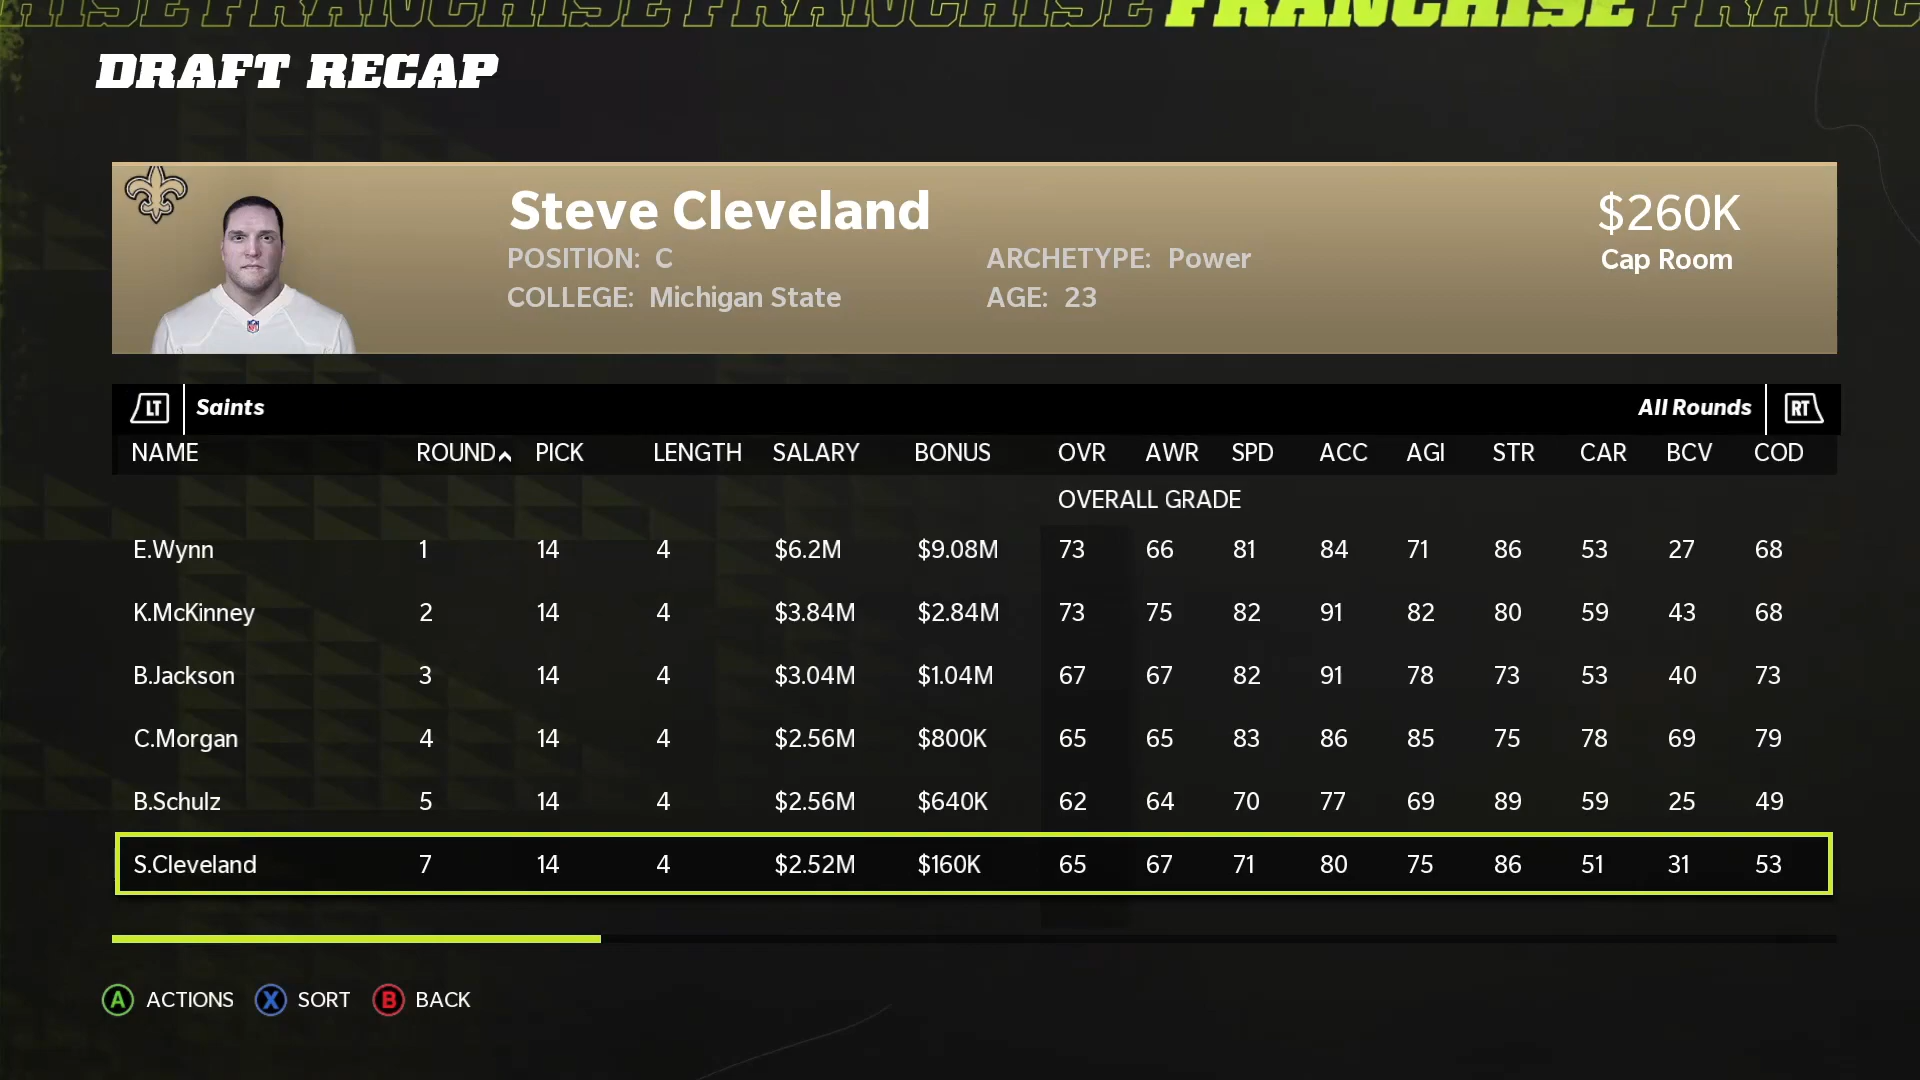 FRANCHISE FRANCHISE FRANCHISE FRANCHISE
DRAFT RECAP
Steve Cleveland
POSITION: C
ARCHETYPE: Power
COLLEGE: Michigan State
AGE: 23
$260K
Cap Room
LT Saints All Rounds RT
NAME ROUND PICK LENGTH SALARY BONUS OVR AWR SPD ACC AGI STR CAR BCV COD
OVERALL GRADE
E.Wynn 1 14 4 $6.2M $9.08M 73 66 81 84 71 86 53 27 68
K.McKinney 2 14 4 $3.84M $2.84M 73 75 82 91 82 80 59 43 68
B.Jackson 3 14 4 $3.04M $1.04M 67 67 82 91 78 73 53 40 73
C.Morgan 4 14 4 $2.56M $800K 65 65 83 86 85 75 78 69 79
B.Schulz 5 14 4 $2.56M $640K 62 64 70 77 69 89 59 25 49
S.Cleveland 7 14 4 $2.52M $160K 65 67 71 80 75 86 51 31 53
A ACTIONS X SORT B BACK